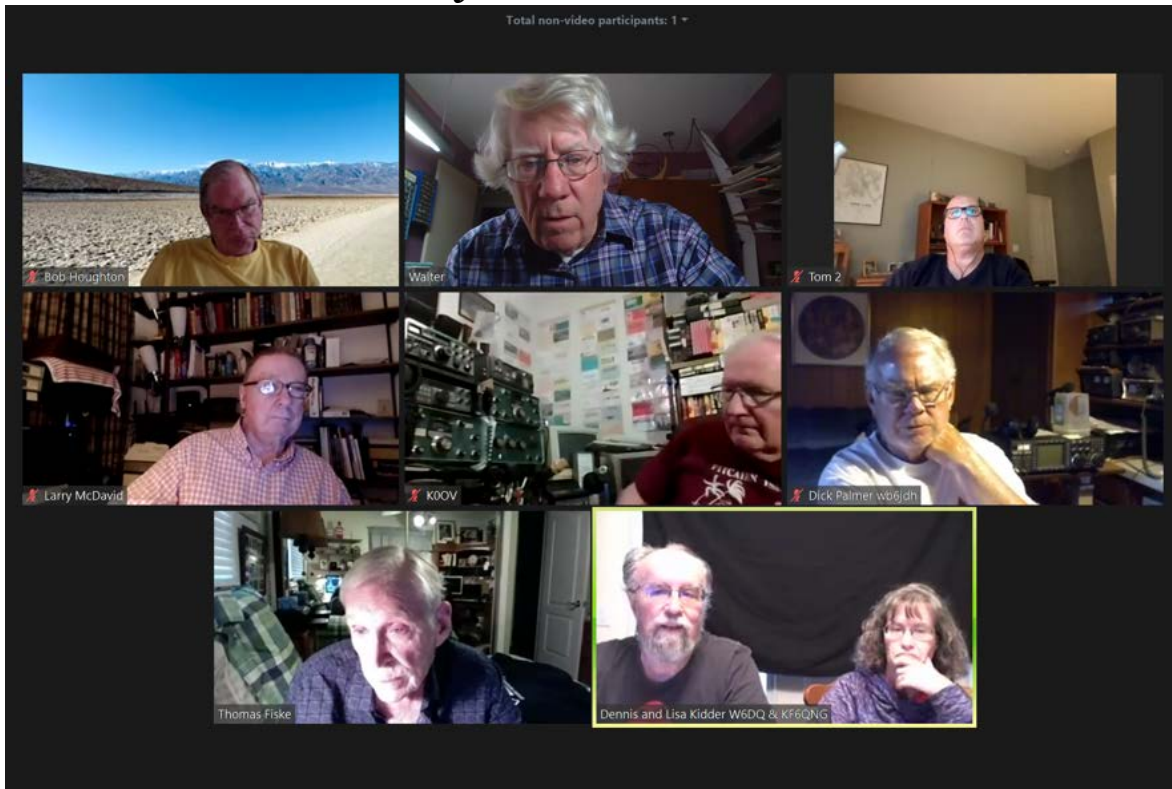 Total non-video participants: 1
Bob Houghton
Walter
Tom 2
Larry McDavid
K0OV
Dick Palmer wb6jdh
Thomas Fiske
Dennis and Lisa Kidder W6DQ & KF6QNG